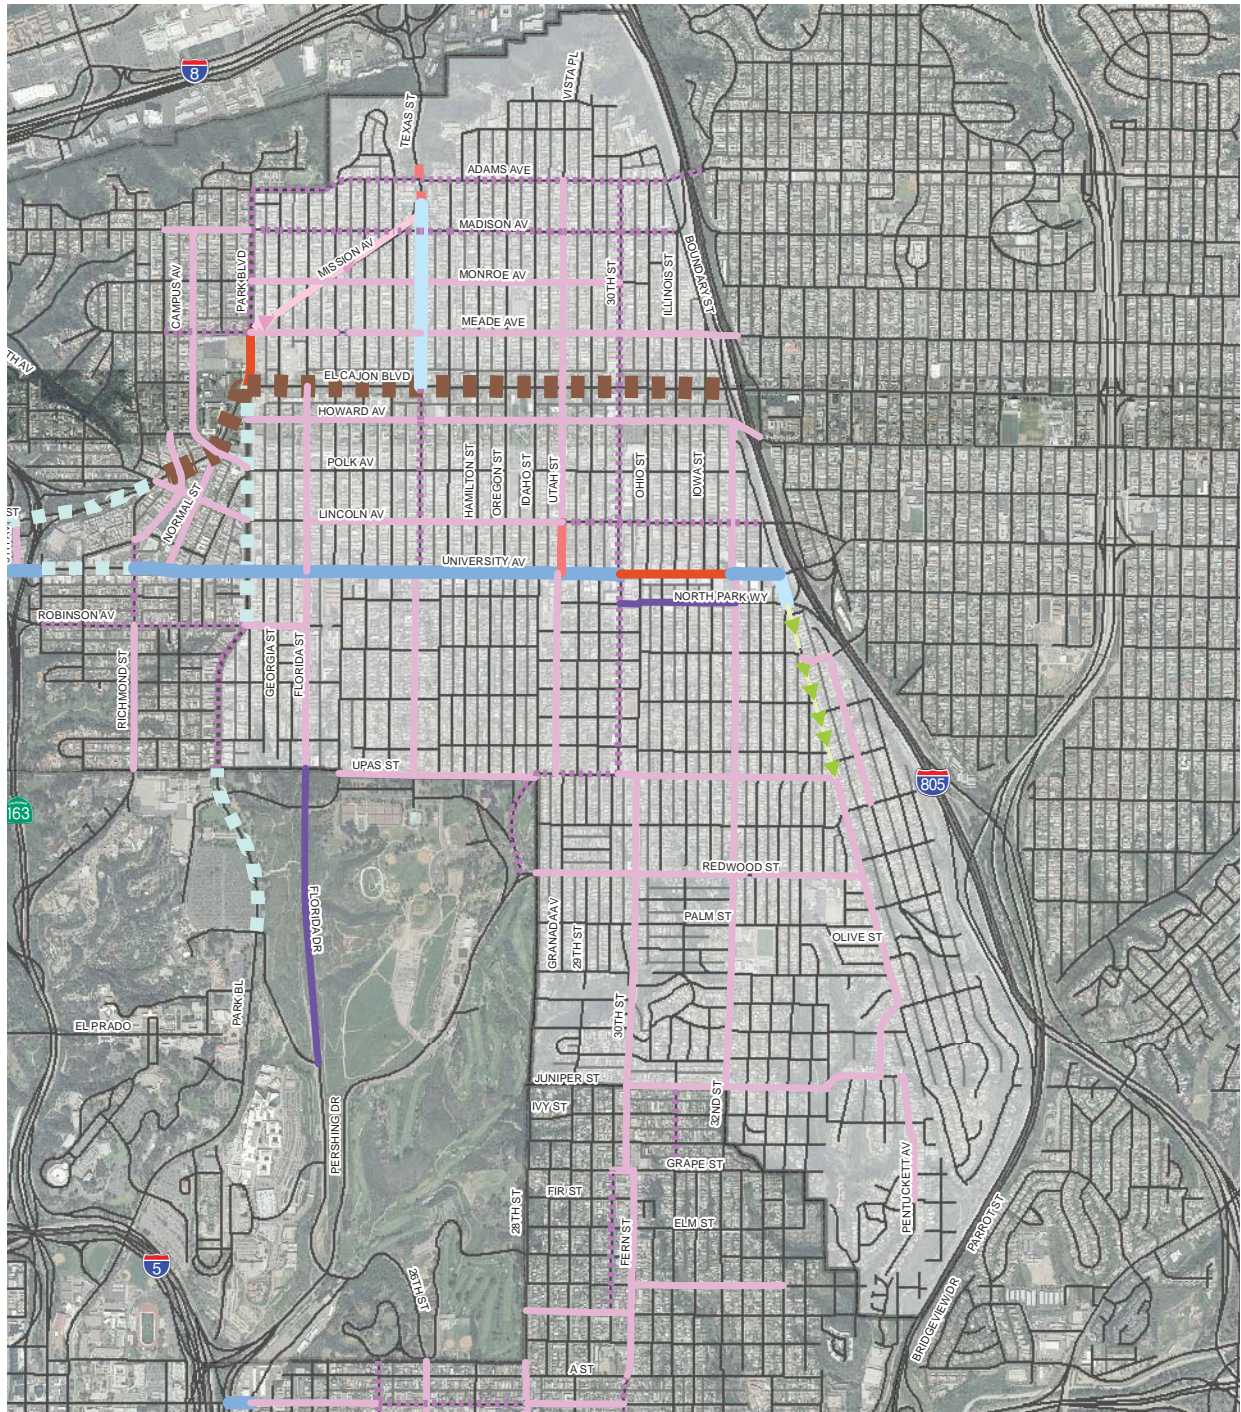 8
VISTA PL
TEXAS ST
ADAMS AVE
MADISON AV
MISSION AV
BOUNDARY ST
PARK BLVD
MONROE AV
30TH ST
ILLINOIS ST
CAMPUS AV
MEADE AVE
TH AV
EL CAJON BLVD
HOWARD AV
POLK AV
HAMILTON ST
OREGON ST
IDAHO ST
UTAH ST
OHIO ST
IOWA ST
NORMAL ST
LINCOLN AV
ST
UNIVERSITY AV
NORTH PARK WY
ROBINSON AV
RICHMOND ST
GEORGIA ST
FLORIDA ST
UPAS ST
805
163
REDWOOD ST
FLORIDA DR
GRANADA AV
29TH ST
PALM ST
OLIVE ST
PARK BL
30TH ST
EL PRADO
JUNIPER ST
IVY ST
32ND ST
PERSHING DR
GRAPE ST
PENTUCKETT AV
FIR ST
28TH ST
FERN ST
ELM ST
PARROT ST
5
26TH ST
BRIDGEVIEW DR
A ST